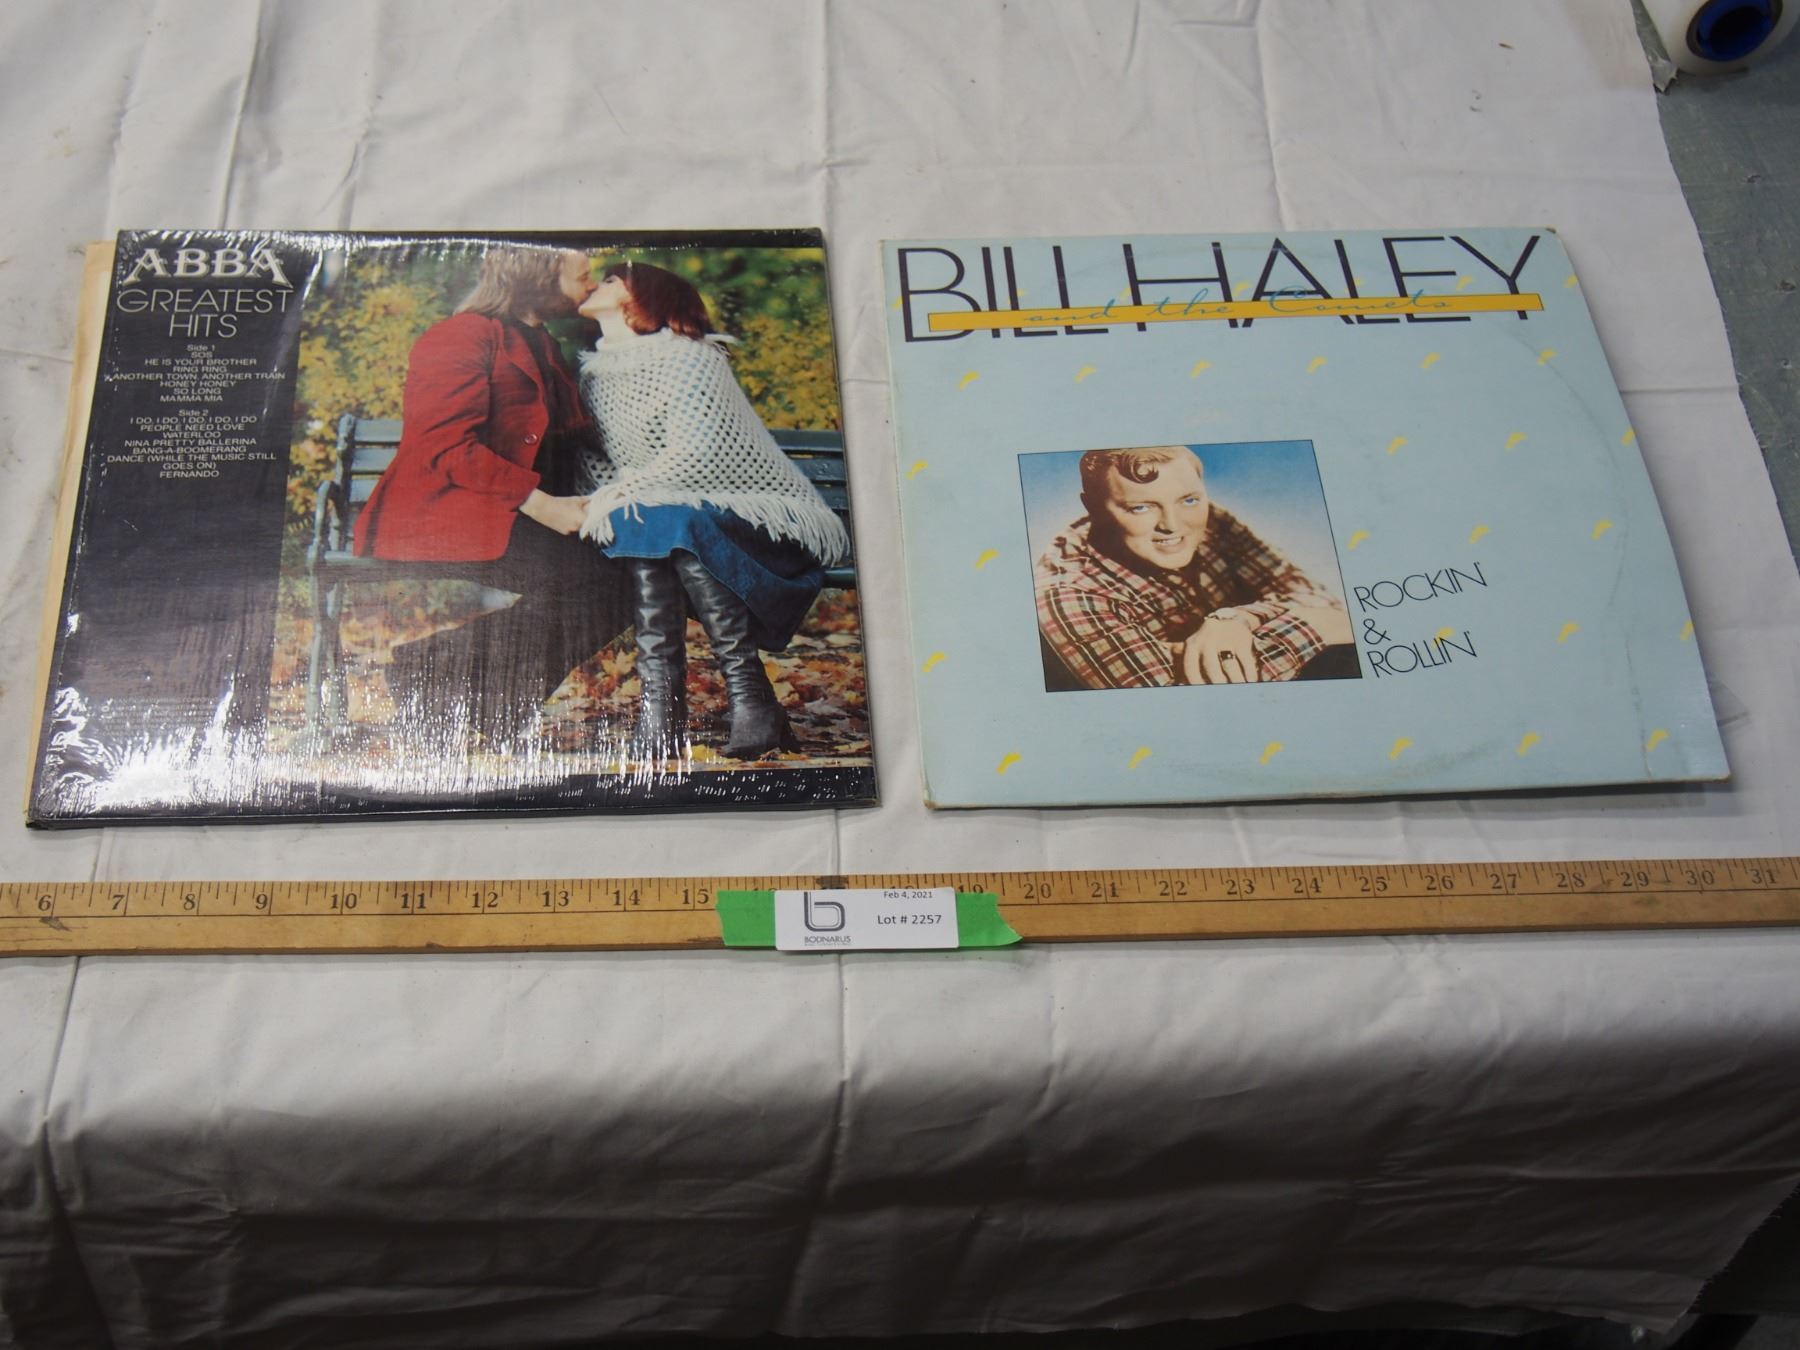 ABBA
GREATEST
HITS
Side 1
SOS
HE IS YOUR BROTHER
RING RING
ANOTHER TOWN, ANOTHER TRAIN
HONEY HONEY
SO LONG
MAMMA MIA
Side 2
I DO, I DO, I DO, I DO, I DO
PEOPLE NEED LOVE
WATERLOO
NINA PRETTY BALLERINA
BANG-A-BOOMERANG
DANCE (WHILE THE MUSIC STILL
GOES ON)
FERNANDO
BILL HALEY
and the Comets
ROCKIN'
&
ROLLIN'
6 7 8 9 10 11 12 13 14 15 19 20 21 22 23 24 25 26 27 28 29 30 31
Feb 4, 2021
Lot # 2257
b
BODNARUS